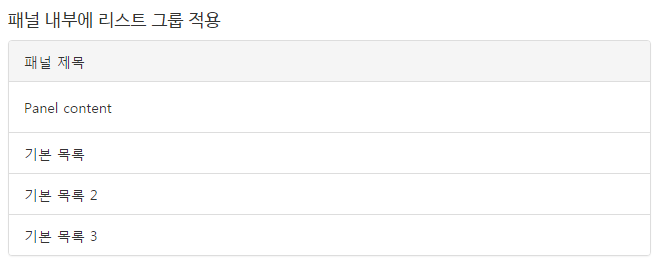 패널 내부에 리스트 그룹 적용
패널 제목
Panel content
기본 목록
기본 목록 2
기본 목록 3